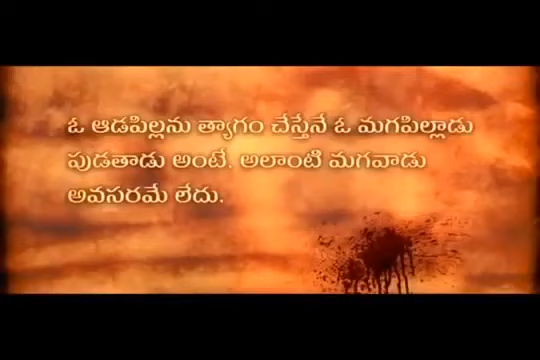 ఓ ఆడపిల్లను త్యాగం చేస్తేనే ఓ మగపిల్లాడు
పుడతాడు అంటే. అలాంటి మగవాడు
అవసరమే లేదు.